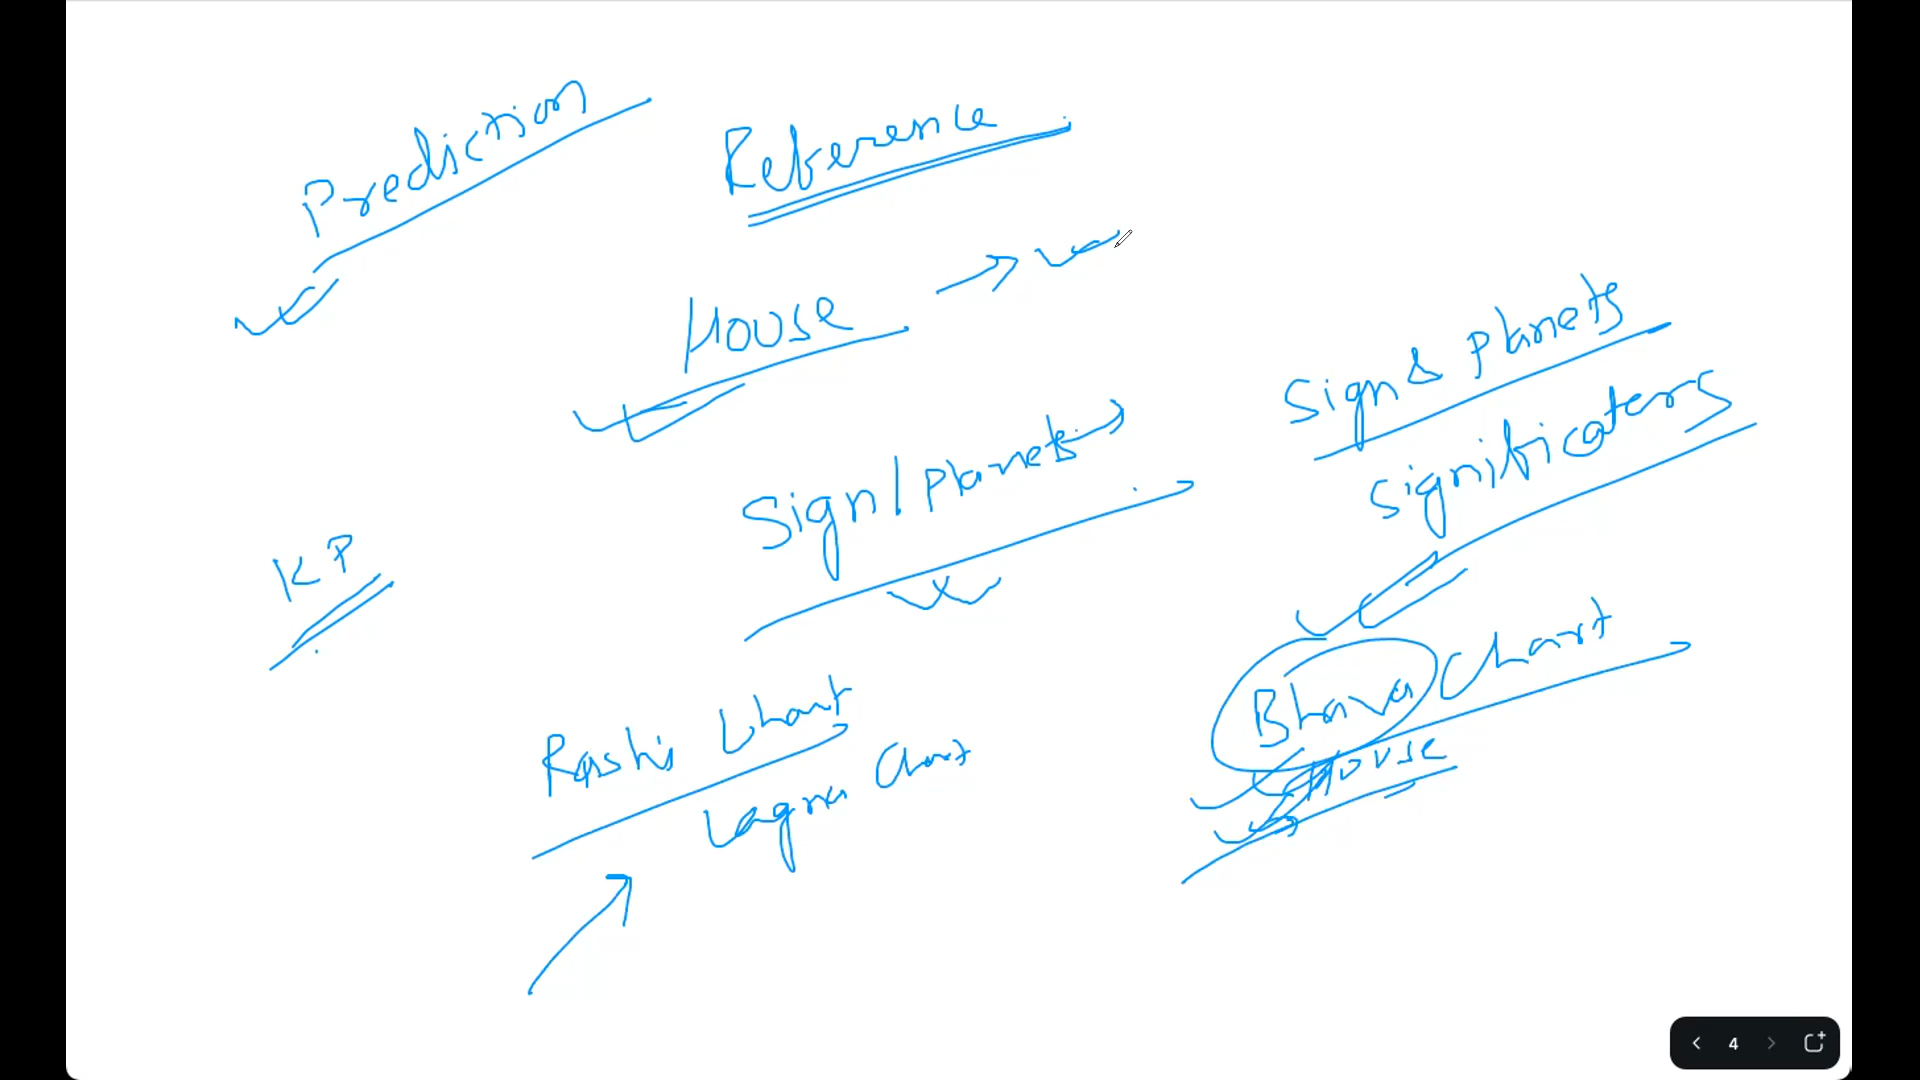 Prediction
Reference
House
Sign & Planets
Significators
Sign / Planets
KP
Bhava Chart
House
Rashi Chart
Lagna Chart
4